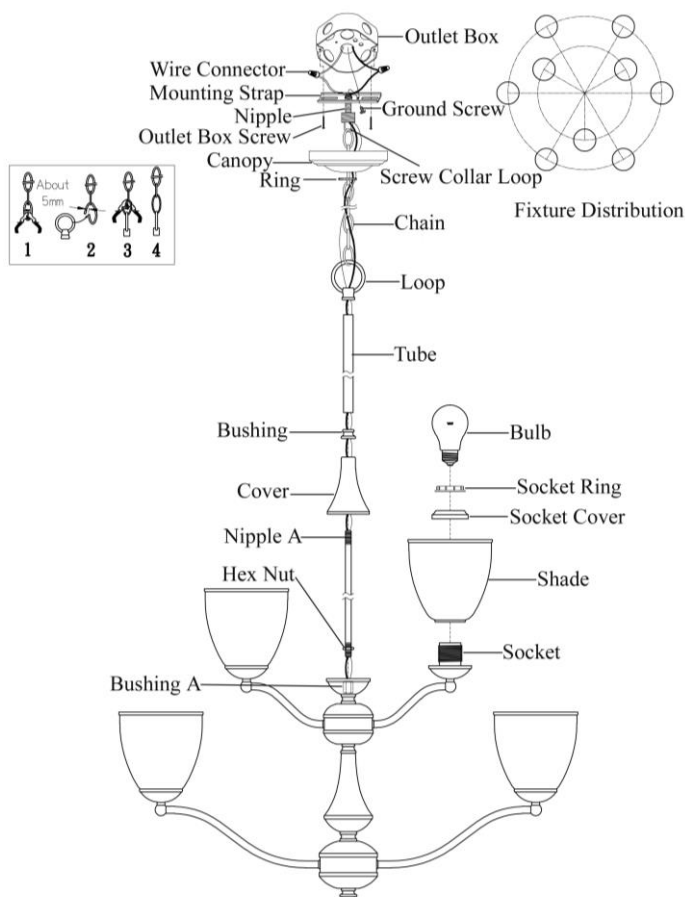 Outlet Box
Wire Connector
Mounting Strap
Nipple
Ground Screw
Outlet Box Screw
Canopy
Screw Collar Loop
Ring
Fixture Distribution
About
5mm
1 2 3 4
Chain
Loop
Tube
Bushing
Bulb
Cover
Socket Ring
Socket Cover
Nipple A
Shade
Hex Nut
Socket
Bushing A